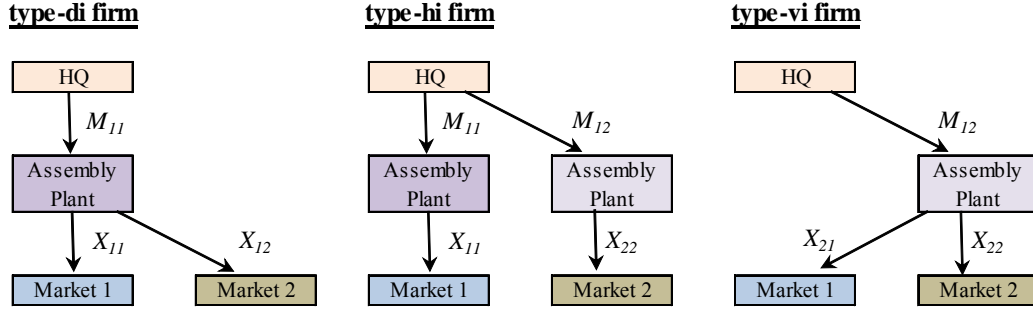 type-di firm
HQ
M11
Assembly
Plant
X11
X12
Market 1
Market 2
type-hi firm
HQ
M11
M12
Assembly
Plant
Assembly
Plant
X11
X22
Market 1
Market 2
type-vi firm
HQ
M12
Assembly
Plant
X21
X22
Market 1
Market 2